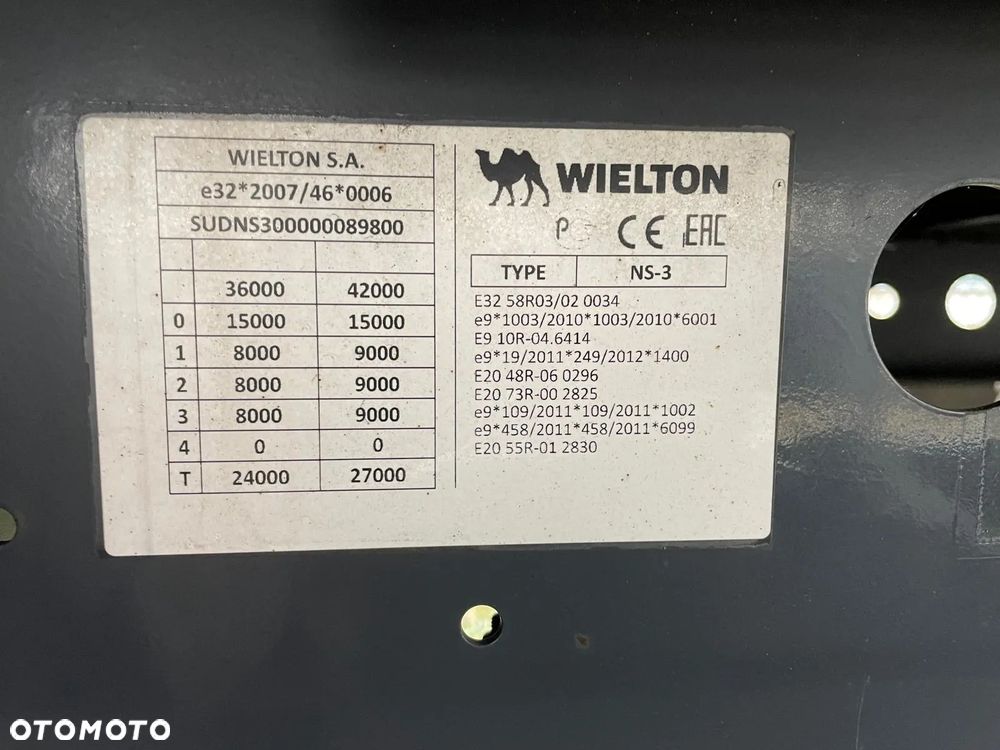 WIELTON S.A.
e32*2007/46*0006
SUDNS300000089800
36000 42000
0 15000 15000
1 8000 9000
2 8000 9000
3 8000 9000
4 0 0
T 24000 27000
WIELTON
CE EAC
TYPE NS-3
E32 58R03/02 0034
e9*1003/2010*1003/2010*6001
E9 10R-04.6414
e9*19/2011*249/2012*1400
E20 48R-06 0296
E20 73R-00 2825
e9*109/2011*109/2011*1002
e9*458/2011*458/2011*6099
E20 55R-01 2830
OTOMOTO